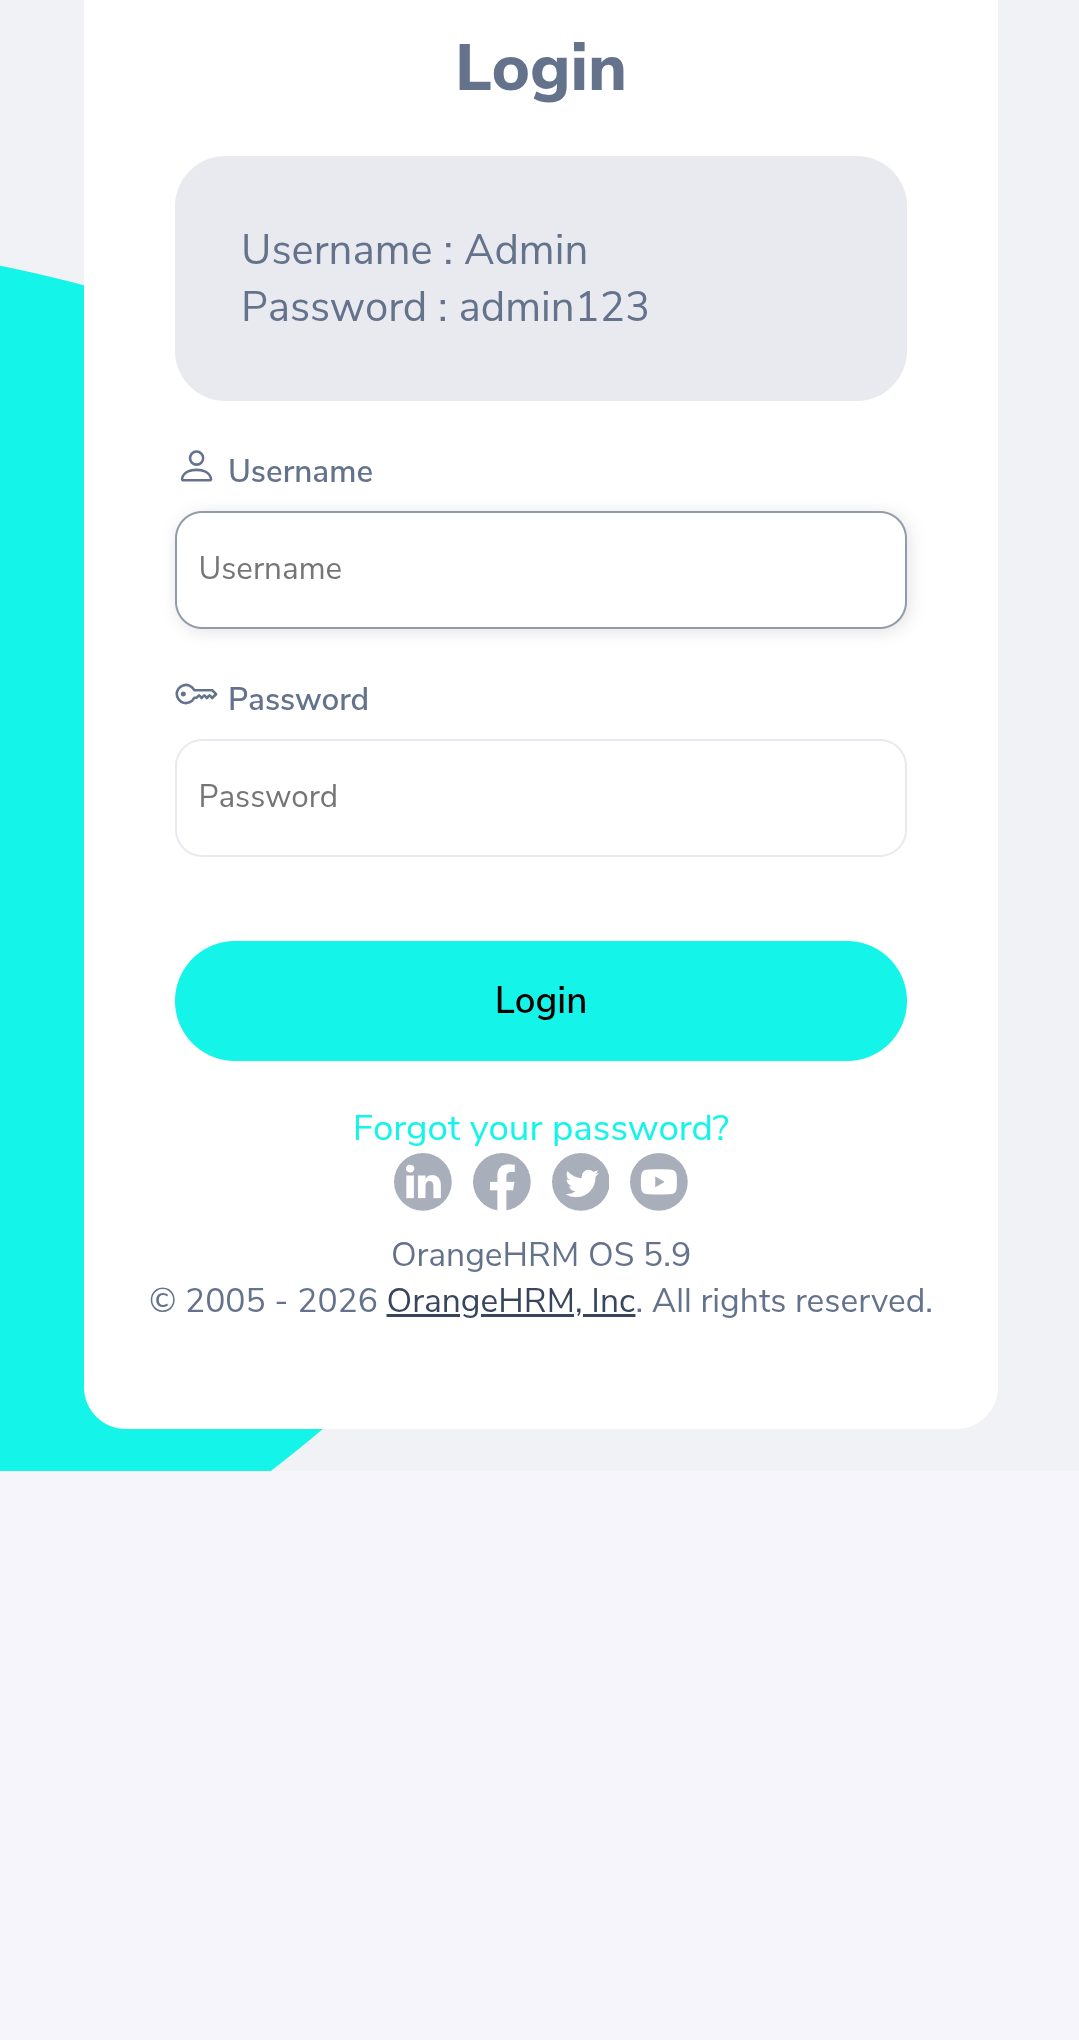 Login
Username : Admin
Password : admin123
Username
Username
Password
Password
Login
Forgot your password?
OrangeHRM OS 5.9
© 2005 - 2026 OrangeHRM, Inc. All rights reserved.